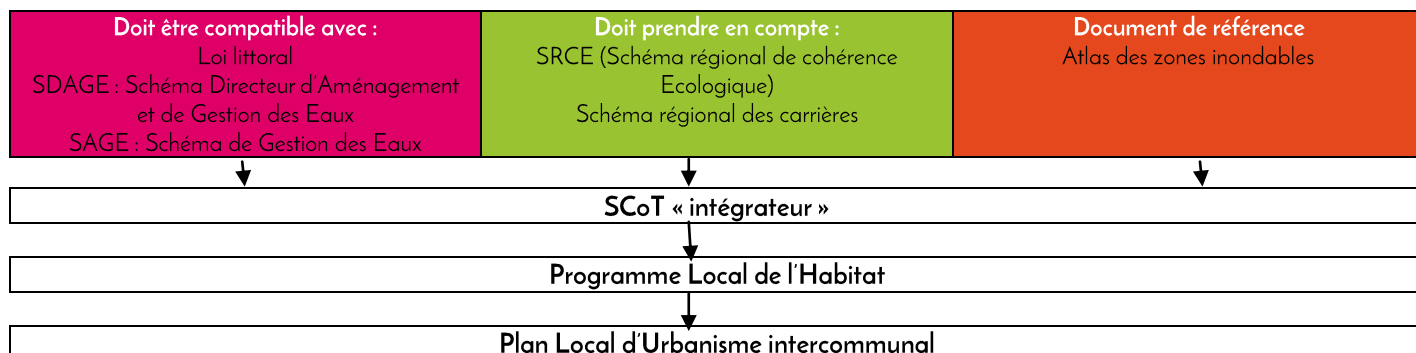 Doit être compatible avec :
Loi littoral
SDAGE : Schéma Directeur d'Aménagement
et de Gestion des Eaux
SAGE : Schéma de Gestion des Eaux
Doit prendre en compte :
SRCE (Schéma régional de cohérence
Ecologique)
Schéma régional des carrières
Document de référence
Atlas des zones inondables
SCoT « intégrateur »
Programme Local de l'Habitat
Plan Local d'Urbanisme intercommunal